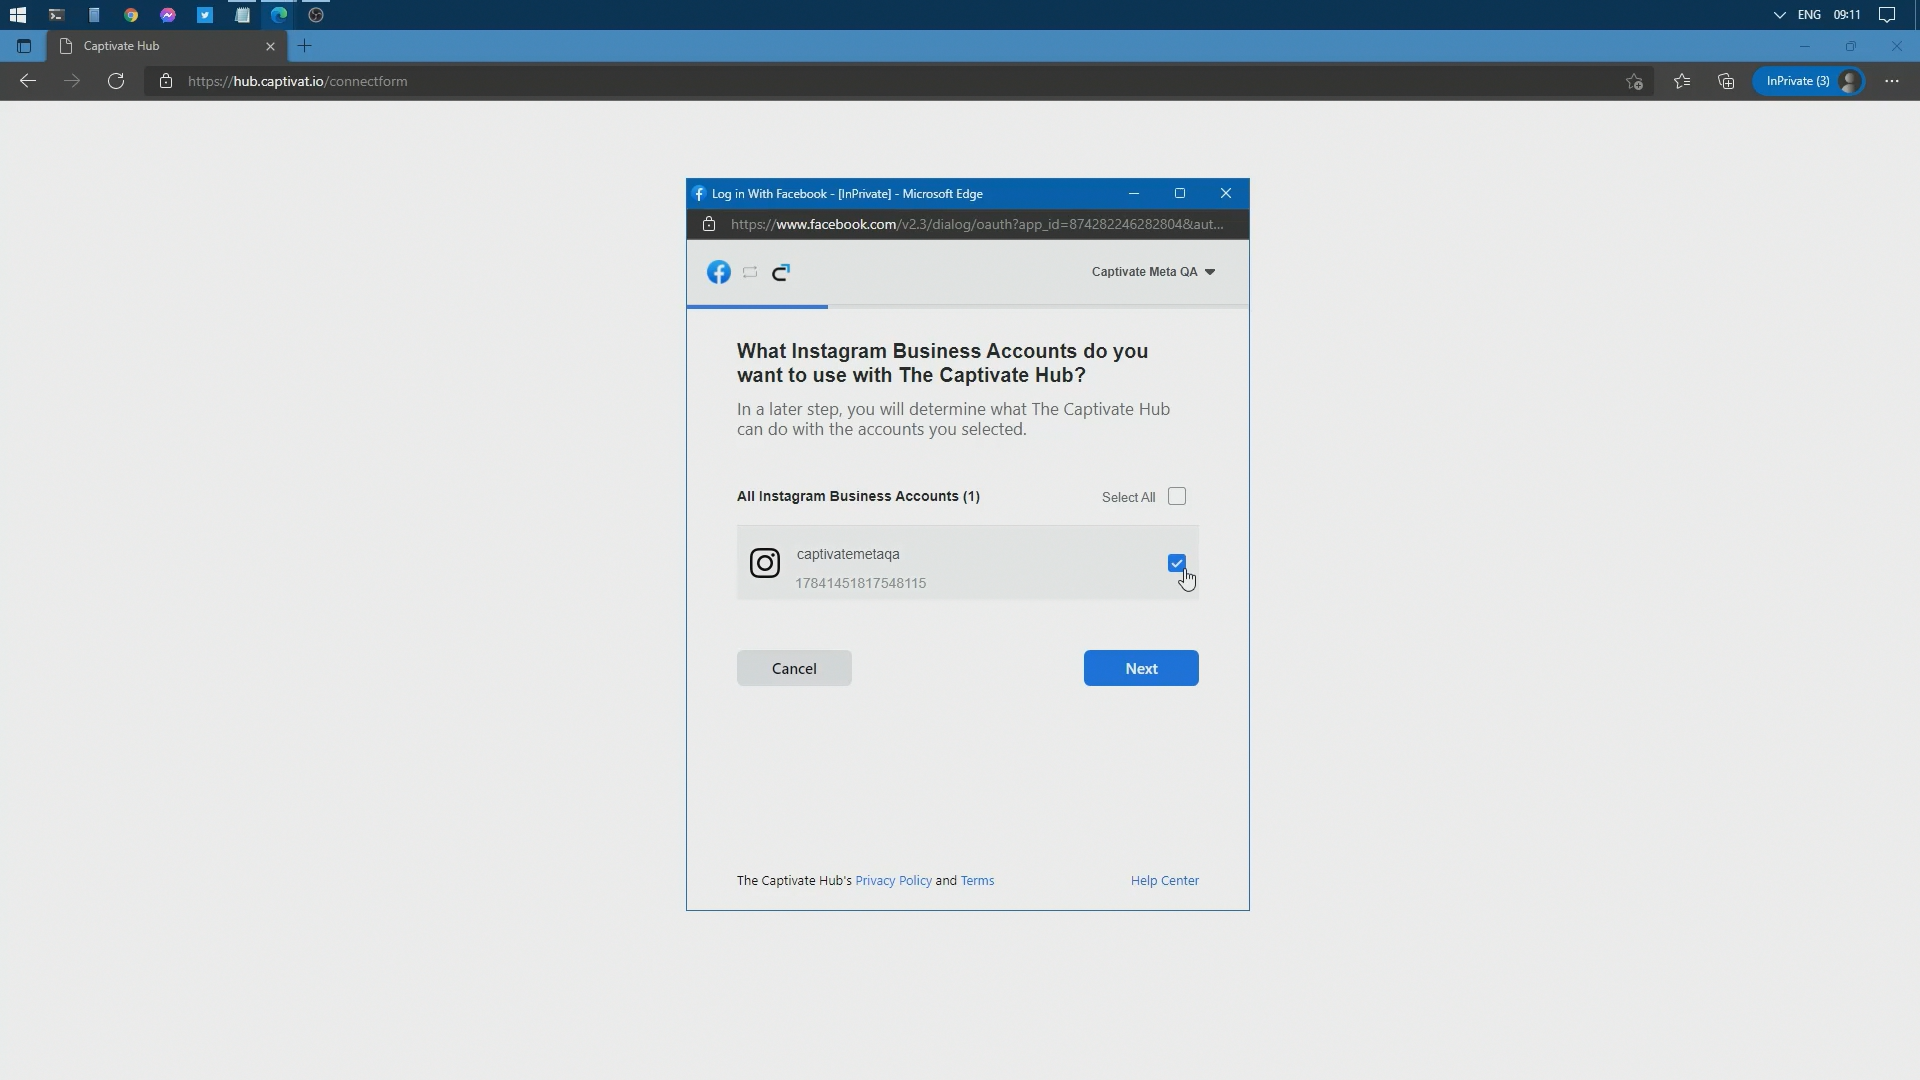 ENG 09:11
Captivate Hub
https://hub.captivat.io/connectform
InPrivate (3)
Log in With Facebook - [InPrivate] - Microsoft Edge
https://www.facebook.com/v2.3/dialog/oauth?app_id=874282246282804&aut...
Captivate Meta QA
What Instagram Business Accounts do you
want to use with The Captivate Hub?
In a later step, you will determine what The Captivate Hub
can do with the accounts you selected.
All Instagram Business Accounts (1)
Select All
captivatemetaqa
17841451817548115
Cancel
Next
The Captivate Hub's Privacy Policy and Terms
Help Center